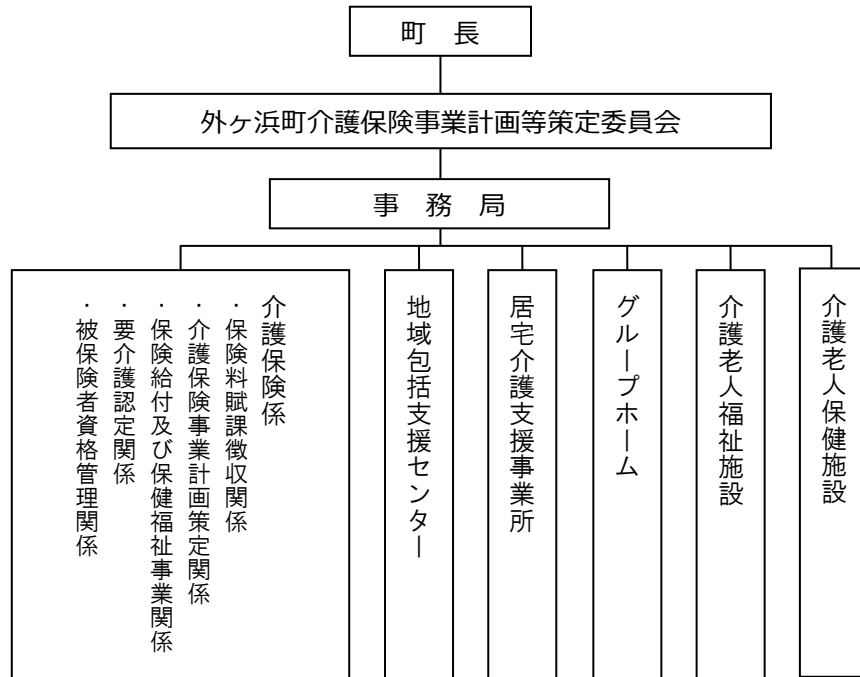 町　長
外ヶ浜町介護保険事業計画等策定委員会
事　務　局
介護保険係
・保険料賦課徴収関係
・介護保険事業計画策定関係
・保険給付及び保健福祉事業関係
・要介護認定関係
・被保険者資格管理関係
地域包括支援センター
居宅介護支援事業所
グループホーム
介護老人福祉施設
介護老人保健施設